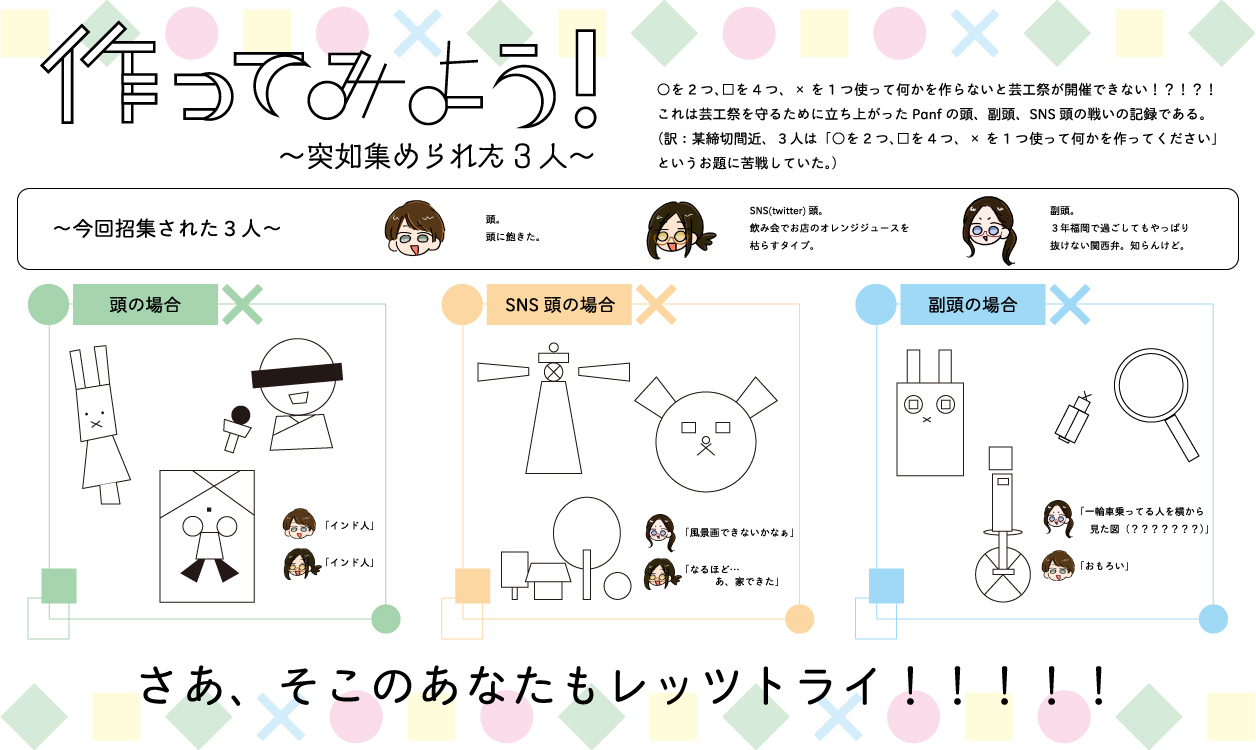 作ってみよう!
〜突如集められた3人〜
○を2つ、□を4つ、×を1つ使って何かを作らないと芸工祭が開催できない！？！？！
これは芸工祭を守るために立ち上がった Panf の頭、副頭、SNS 頭の戦いの記録である。
（訳：某締切間近、3人は「○を2つ、□を4つ、×を1つ使って何かを作ってください」
というお題に苦戦していた。）
〜今回招集された3人〜
頭。
頭に飽きた。
SNS(twitter) 頭。
飲み会でお店のオレンジジュースを
枯らすタイプ。
副頭。
3年福岡で過ごしてもやっぱり
抜けない関西弁。知らんけど。
頭の場合
「インド人」
「インド人」
SNS 頭の場合
「風景画できないかなぁ」
「なるほど…
あ、家できた」
副頭の場合
「一輪車乗ってる人を横から
見た図（？？？？？？？）」
「おもろい」
さあ、そこのあなたもレッツトライ！！！！！